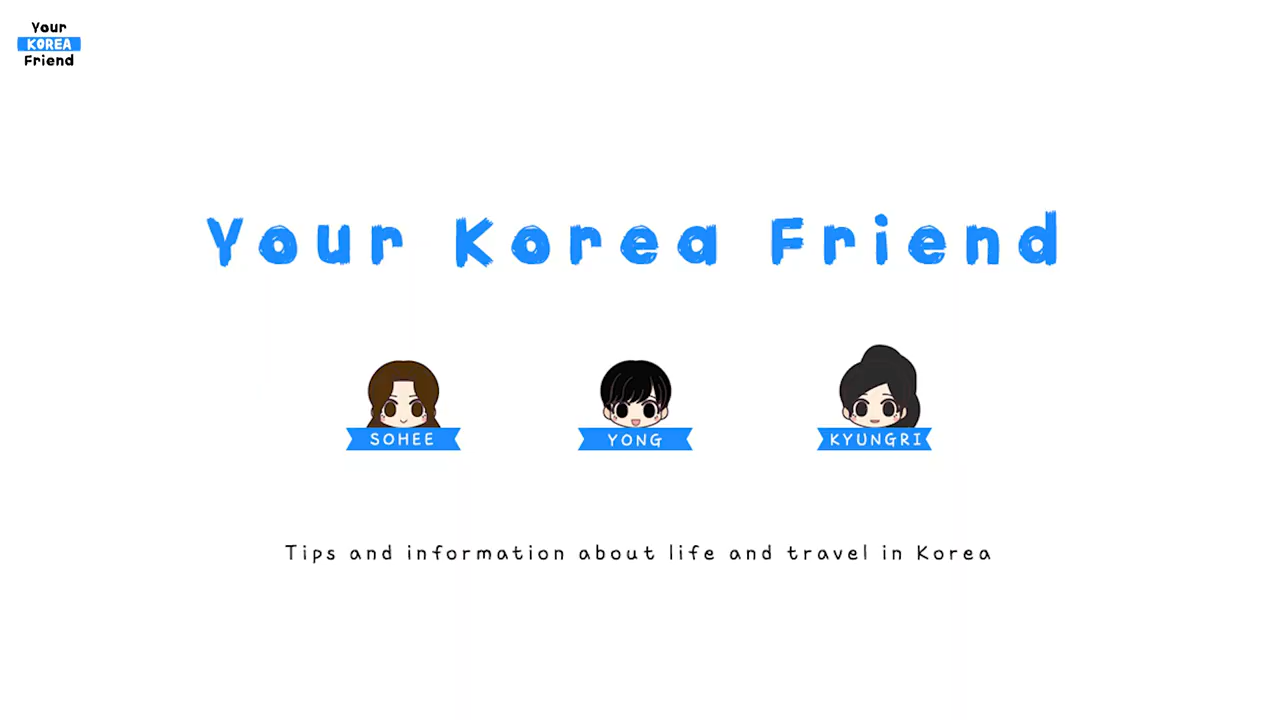 Your
KOREA
Friend
Your Korea Friend
SOHEE
YONG
KYUNGRI
Tips and information about life and travel in Korea